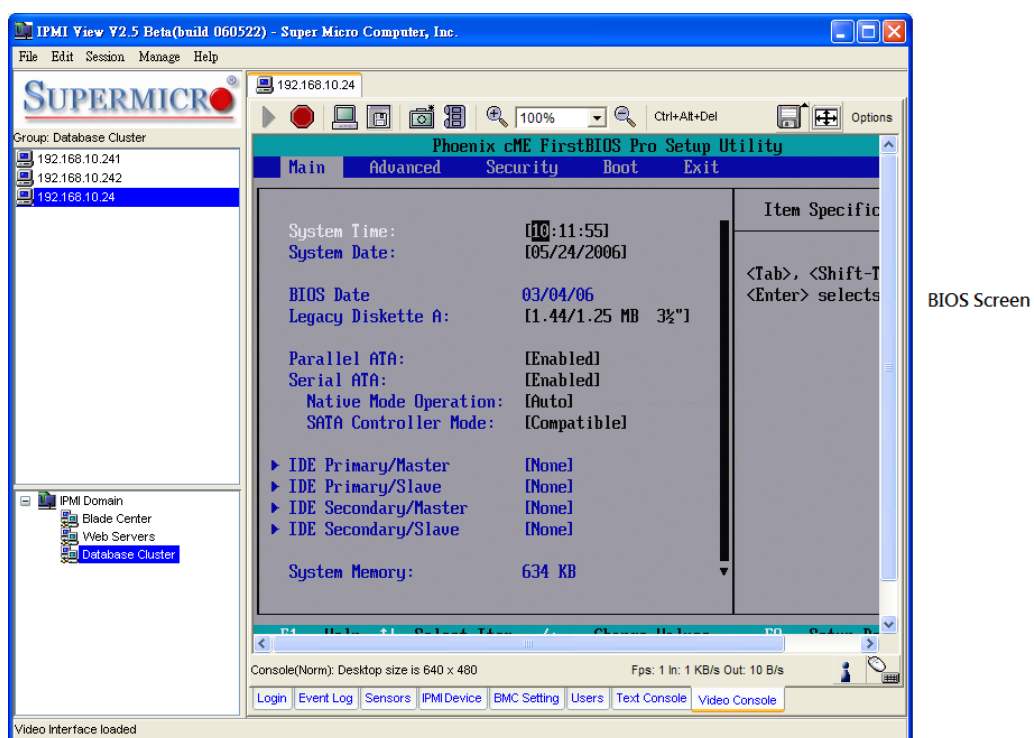 IPMI View V2.5 Beta(build 060522) - Super Micro Computer, Inc.
File Edit Session Manage Help
SUPERMICRO®
Group: Database Cluster
192.168.10.241
192.168.10.242
192.168.10.24
IPMI Domain
Blade Center
Web Servers
Database Cluster
192.168.10.24
100% Ctrl+Alt+Del Options
Phoenix cME FirstBIOS Pro Setup Utility
Main Advanced Security Boot Exit
System Time: [10:11:55]
System Date: [05/24/2006]
BIOS Date 03/04/06
Legacy Diskette A: [1.44/1.25 MB 3½"]
Parallel ATA: [Enabled]
Serial ATA: [Enabled]
Native Mode Operation: [Auto]
SATA Controller Mode: [Compatible]
IDE Primary/Master [None]
IDE Primary/Slave [None]
IDE Secondary/Master [None]
IDE Secondary/Slave [None]
System Memory: 634 KB
Item Specific
<Tab>, <Shift-T
<Enter> selects
F1 Help ↑↓ Select Item -/+ Change Values F9
Console(Norm): Desktop size is 640 x 480 Fps: 1 In: 1 KB/s Out: 10 B/s
Login Event Log Sensors IPMI Device BMC Setting Users Text Console Video Console
Video Interface loaded
BIOS Screen